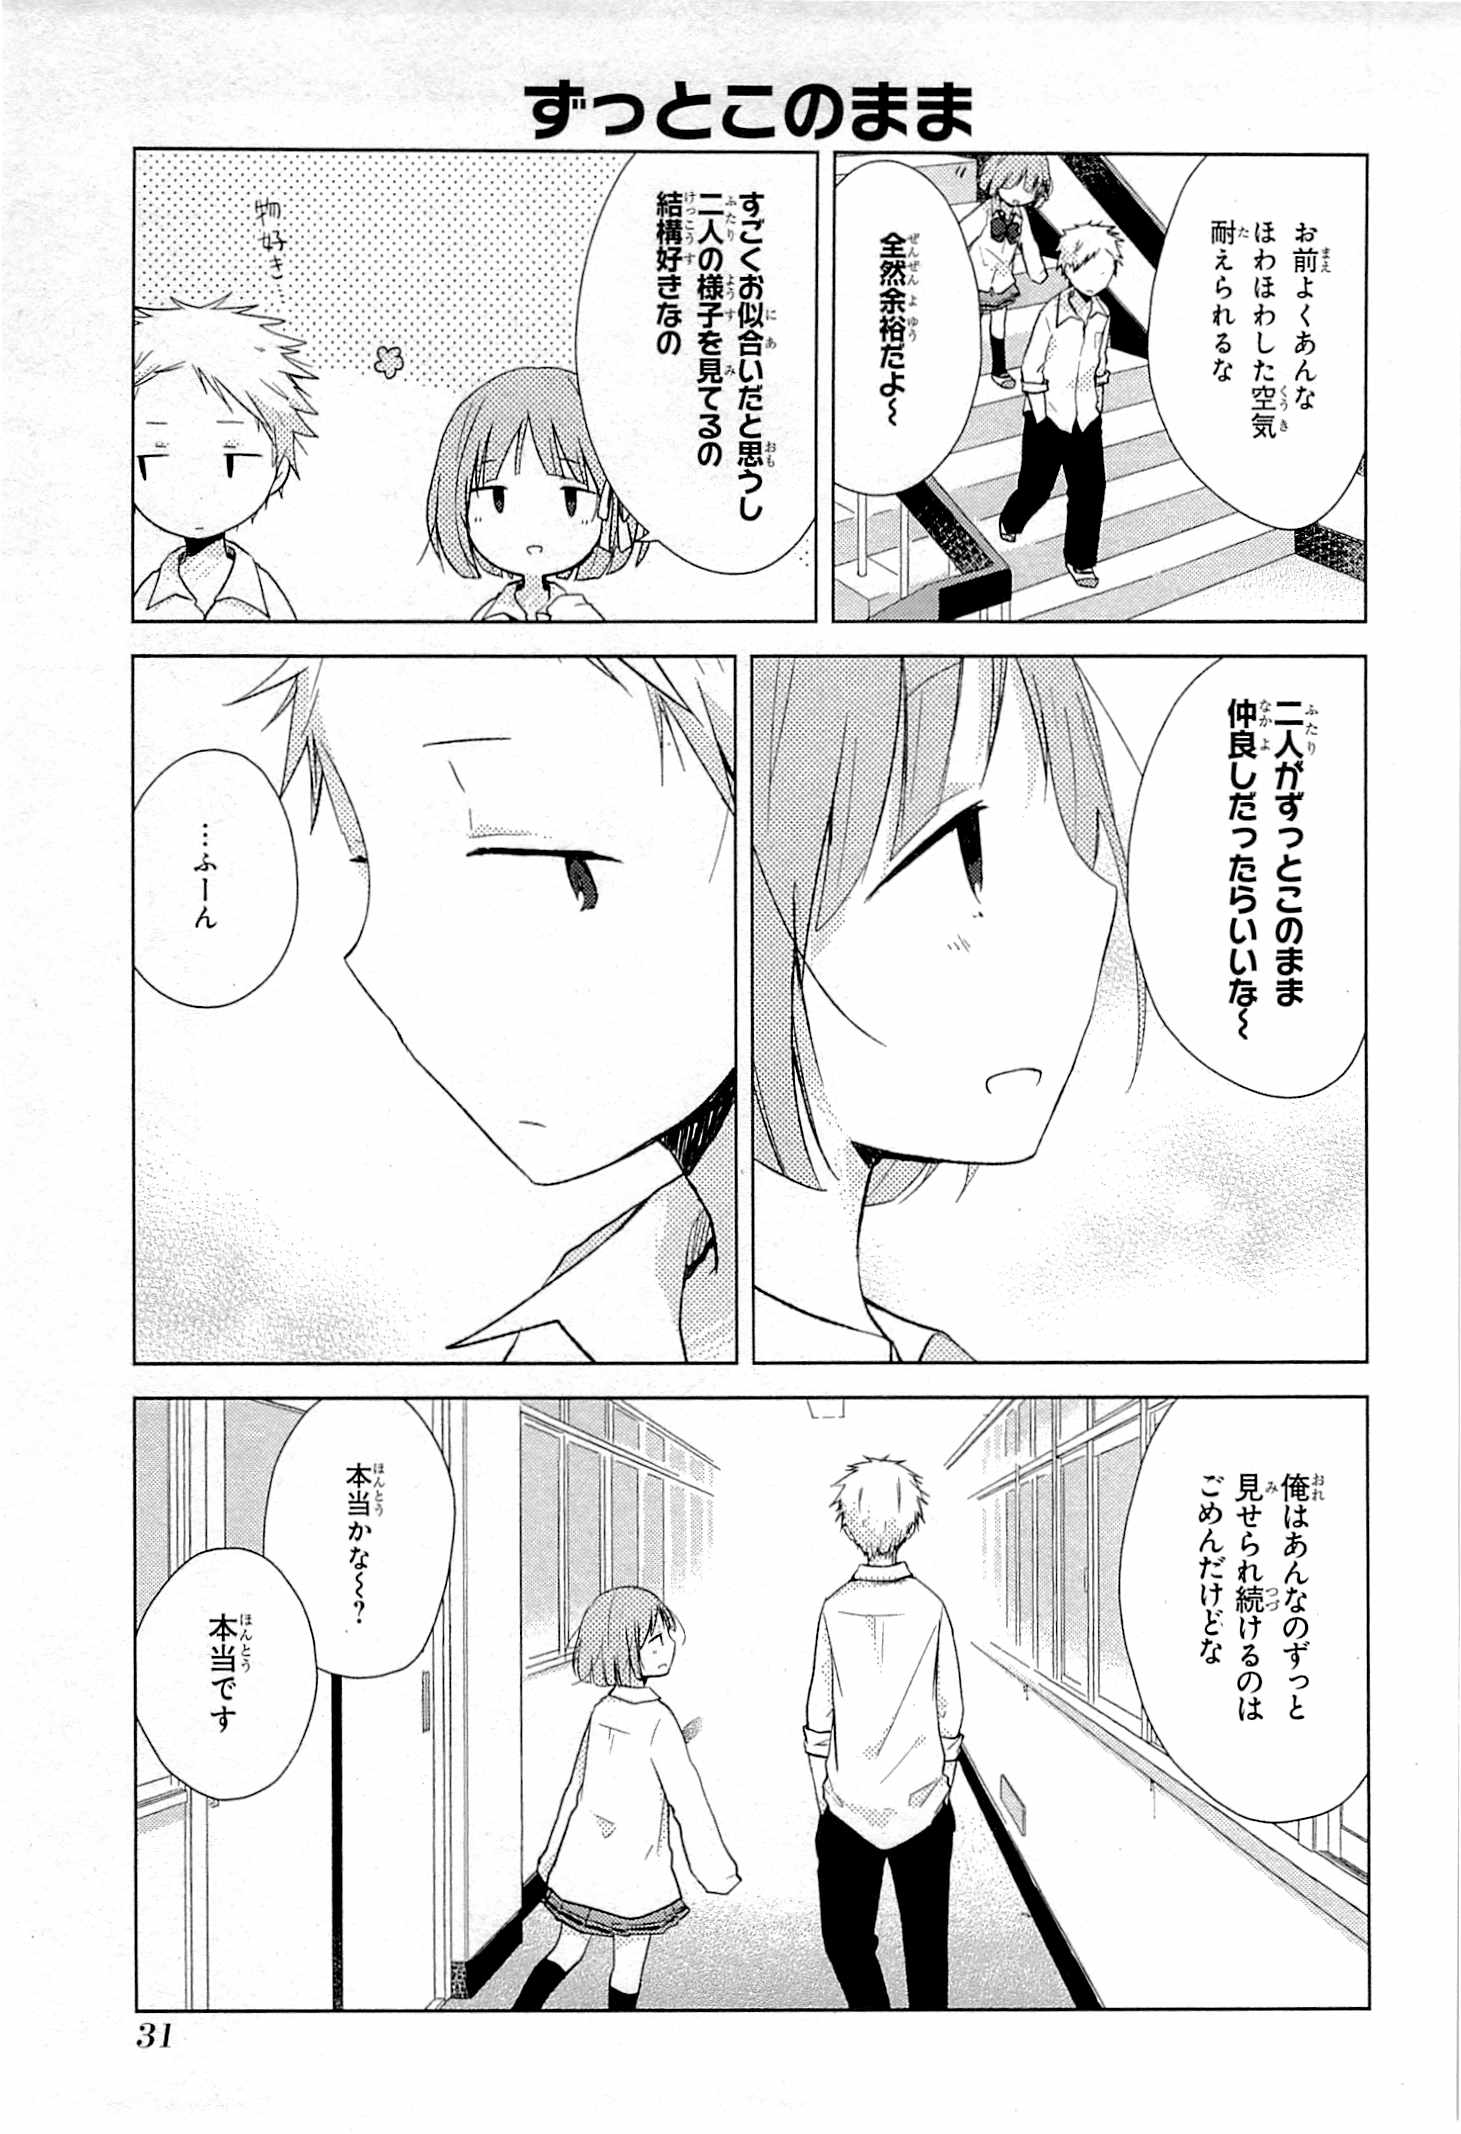 ずっとこのまま
お前よくあんな
ほわほわした空気
耐えられるな
全然余裕だよ〜
すごくお似合いだと思うし
二人の様子を見てるの
結構好きなの
物好き…
二人がずっとこのまま
仲良しだったらいいな〜
…ふーん
俺はあんなのずっと
見せられ続けるのは
ごめんだけどな
本当かな〜?
本当です
31